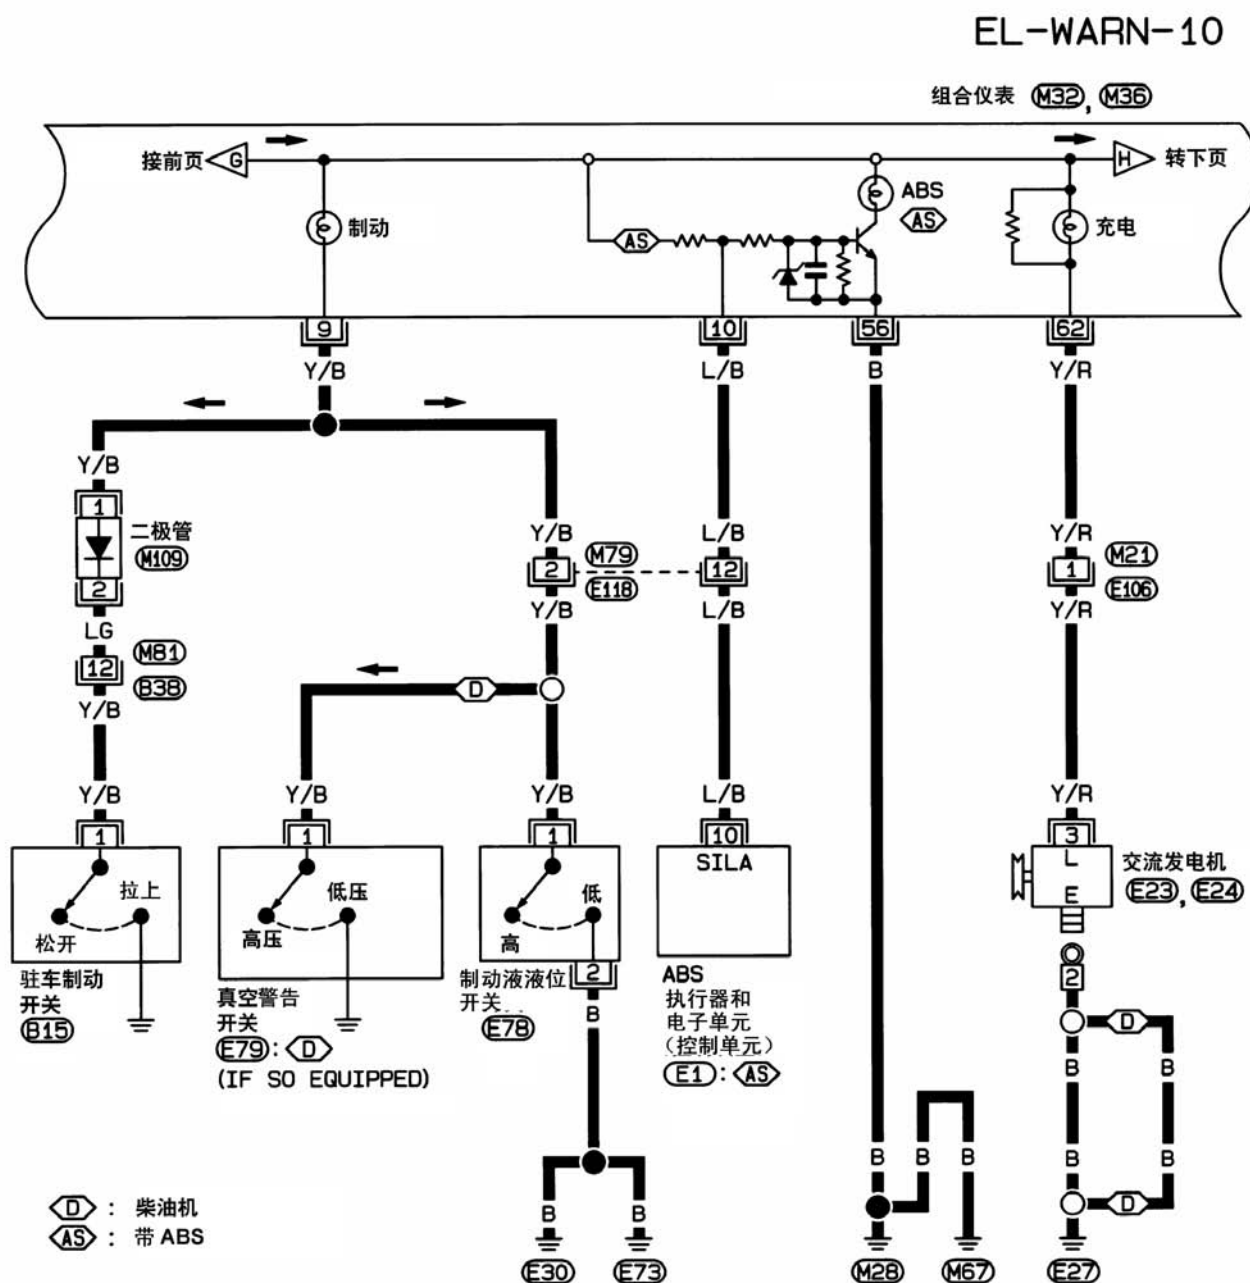 EL-WARN-10
组合仪表 M32, M36
接前页 G
H 转下页
制动
AS
ABS
AS
充电
9
10
56
62
Y/B
L/B
B
Y/R
Y/B
1
二极管
M109
2
LG
12
M81
B38
Y/B
Y/B
Y/B
2
M79
E118
Y/B
L/B
12
L/B
Y/R
1
M21
E106
Y/R
D
Y/B
Y/B
L/B
Y/R
1
1
1
10
3
拉上
松开
驻车制动
开关
B15
低压
高压
真空警告
开关
E79 : D
(IF SO EQUIPPED)
低
高
2
制动液液位
开关
E78
B
SILA
ABS
执行器和
电子单元
(控制单元)
E1 : AS
L
E
交流发电机
E23, E24
2
D
B
B
B
B
B
B
B
B
D
B
B
E30
E73
M28
M67
E27
D : 柴油机
AS : 带 ABS